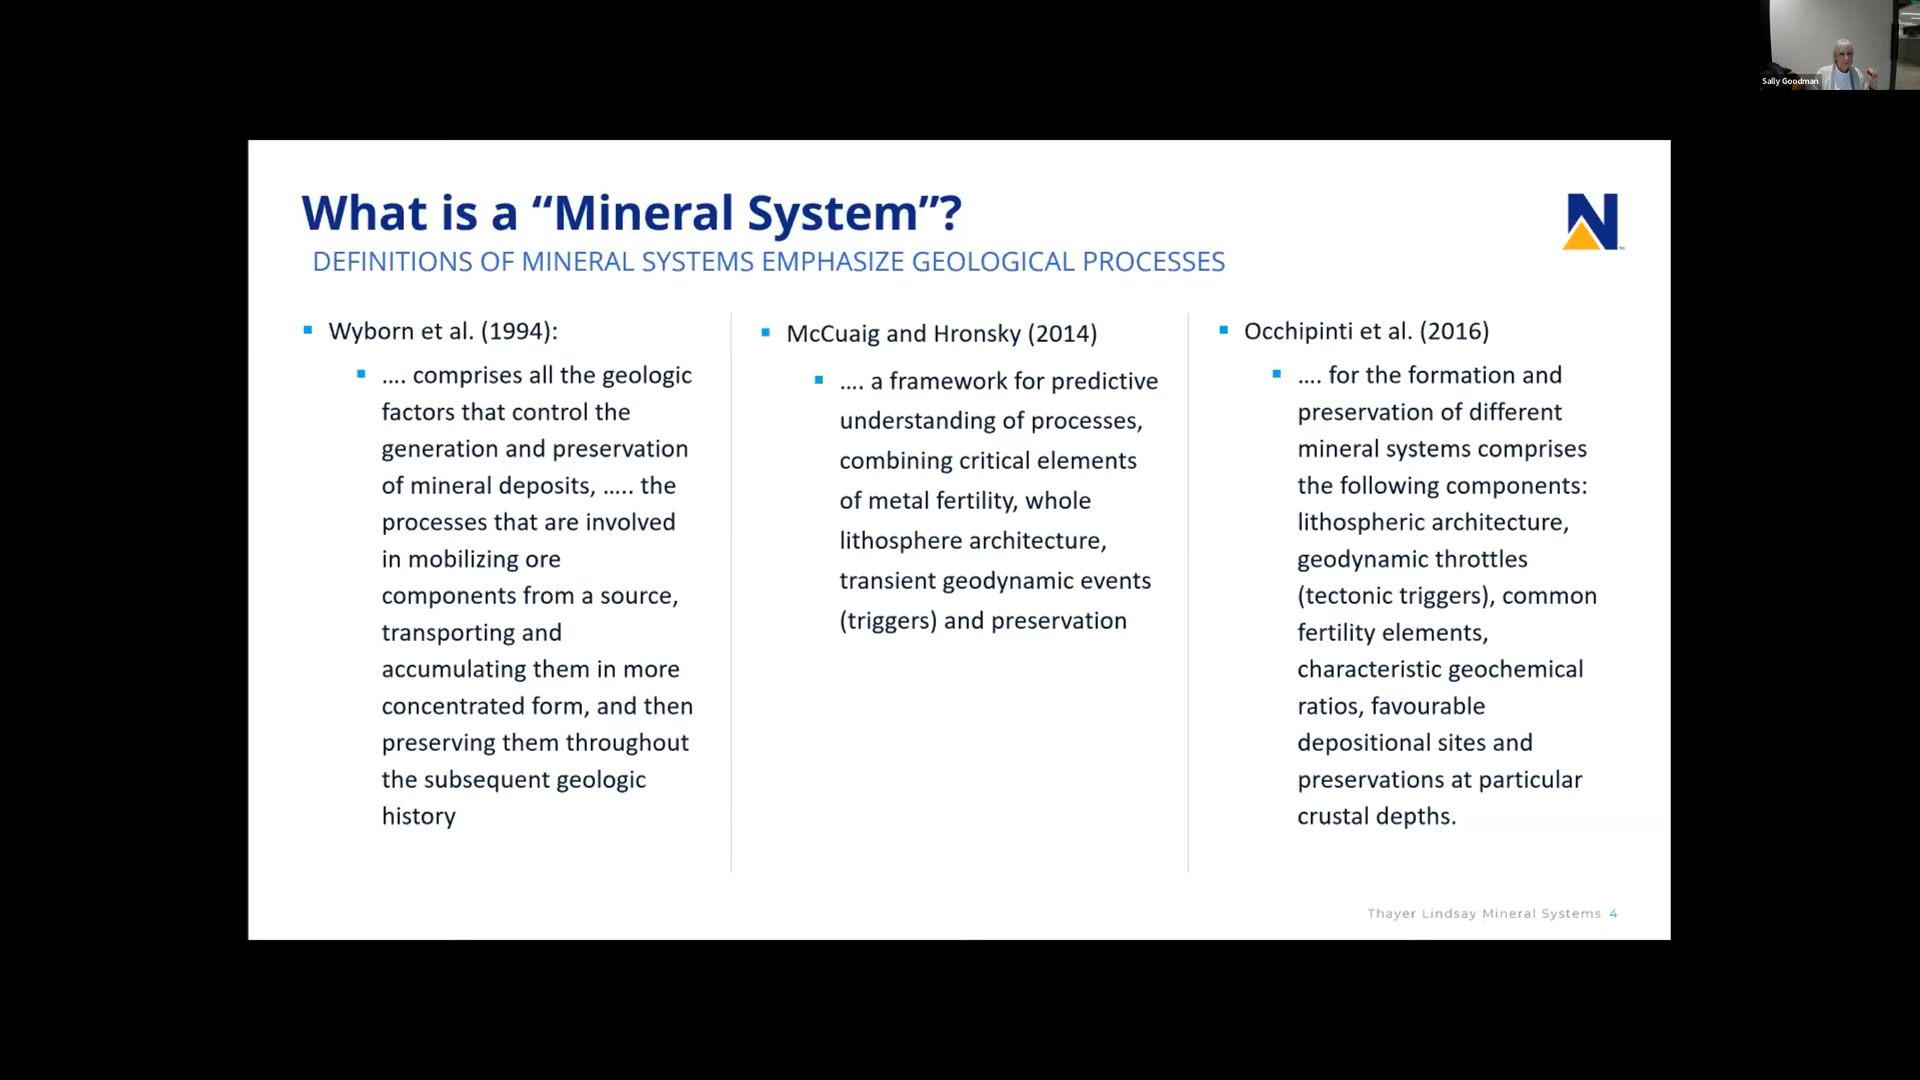 Sally Goodman
What is a “Mineral System”?
DEFINITIONS OF MINERAL SYSTEMS EMPHASIZE GEOLOGICAL PROCESSES
▪ Wyborn et al. (1994):
▪ .... comprises all the geologic
factors that control the
generation and preservation
of mineral deposits, ..... the
processes that are involved
in mobilizing ore
components from a source,
transporting and
accumulating them in more
concentrated form, and then
preserving them throughout
the subsequent geologic
history
▪ McCuaig and Hronsky (2014)
▪ .... a framework for predictive
understanding of processes,
combining critical elements
of metal fertility, whole
lithosphere architecture,
transient geodynamic events
(triggers) and preservation
▪ Occhipinti et al. (2016)
▪ .... for the formation and
preservation of different
mineral systems comprises
the following components:
lithospheric architecture,
geodynamic throttles
(tectonic triggers), common
fertility elements,
characteristic geochemical
ratios, favourable
depositional sites and
preservations at particular
crustal depths.
Thayer Lindsay Mineral Systems 4